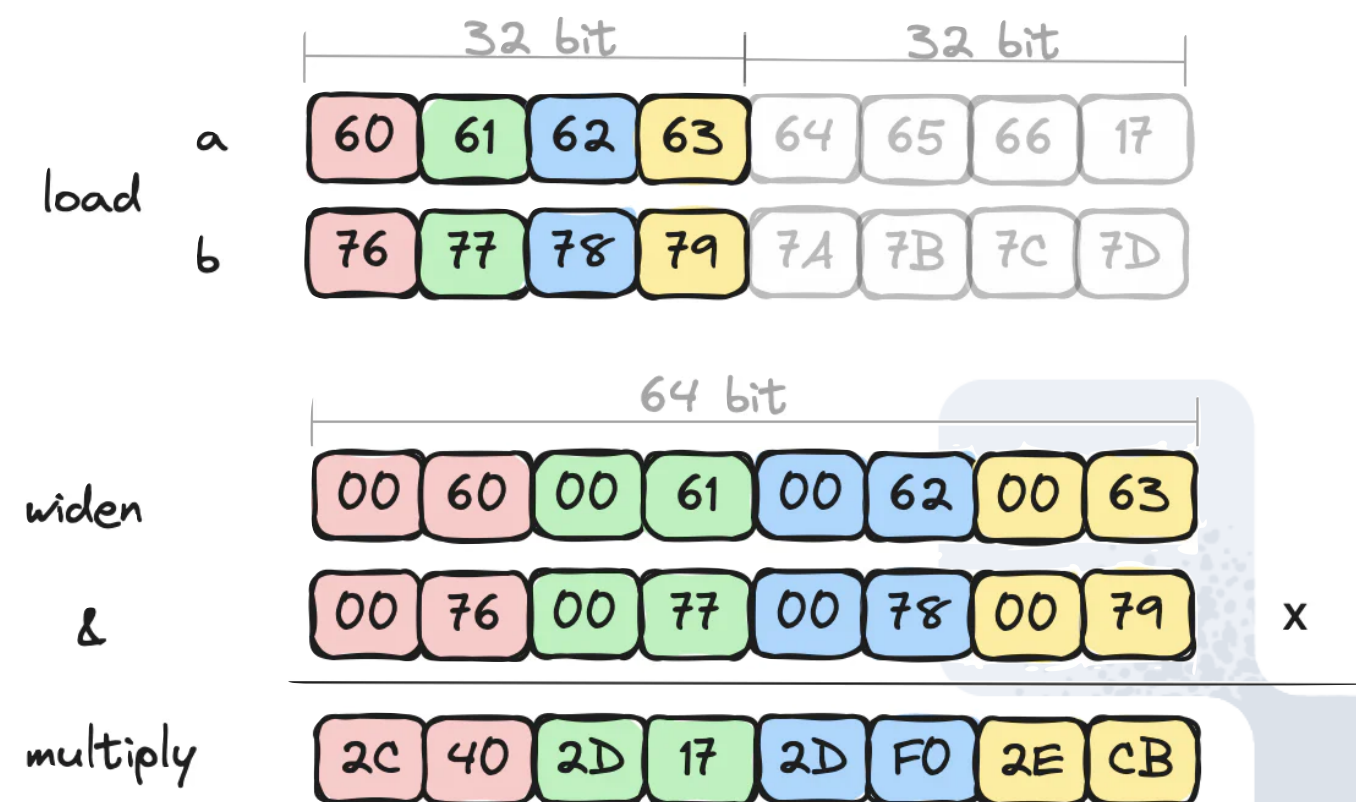 32 bit 32 bit
a 60 61 62 63 64 65 66 17
load
b 76 77 78 79 7A 7B 7C 7D
64 bit
widen 00 60 00 61 00 62 00 63
& 00 76 00 77 00 78 00 79 x
multiply 2C 40 2D 17 2D F0 2E CB